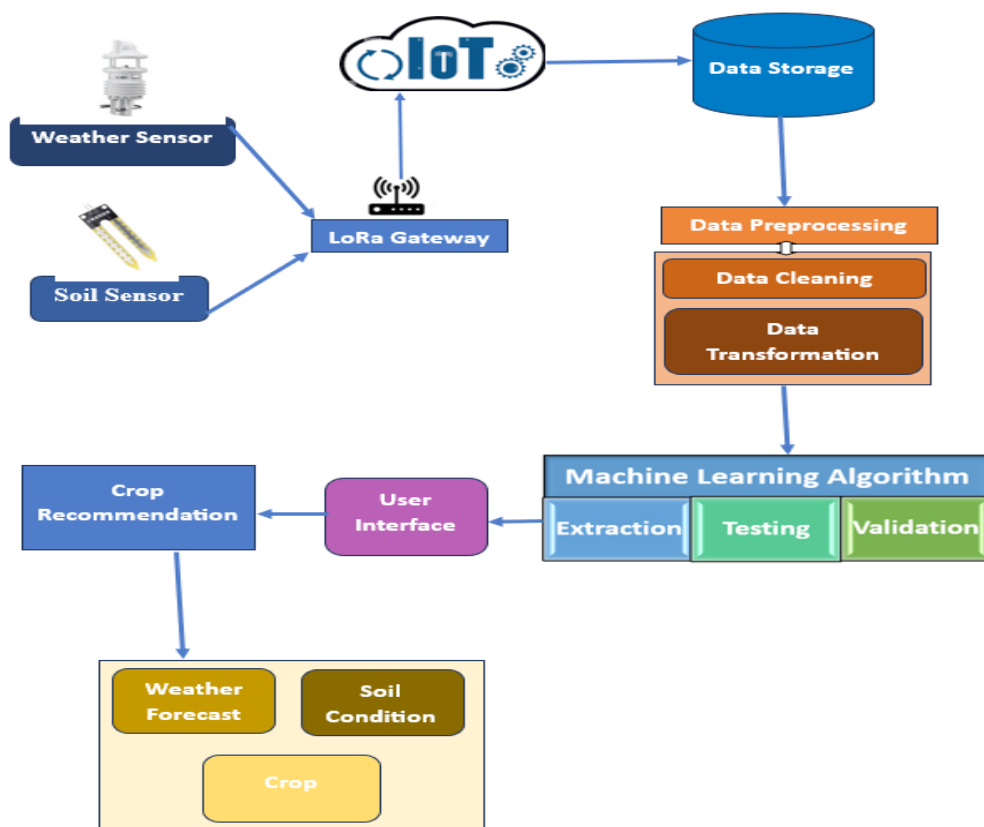 IoT
Data Storage
Weather Sensor
LoRa Gateway
Soil Sensor
Data Preprocessing
Data Cleaning
Data
Transformation
Machine Learning Algorithm
Extraction
Testing
Validation
User
Interface
Crop
Recommendation
Weather
Forecast
Soil
Condition
Crop